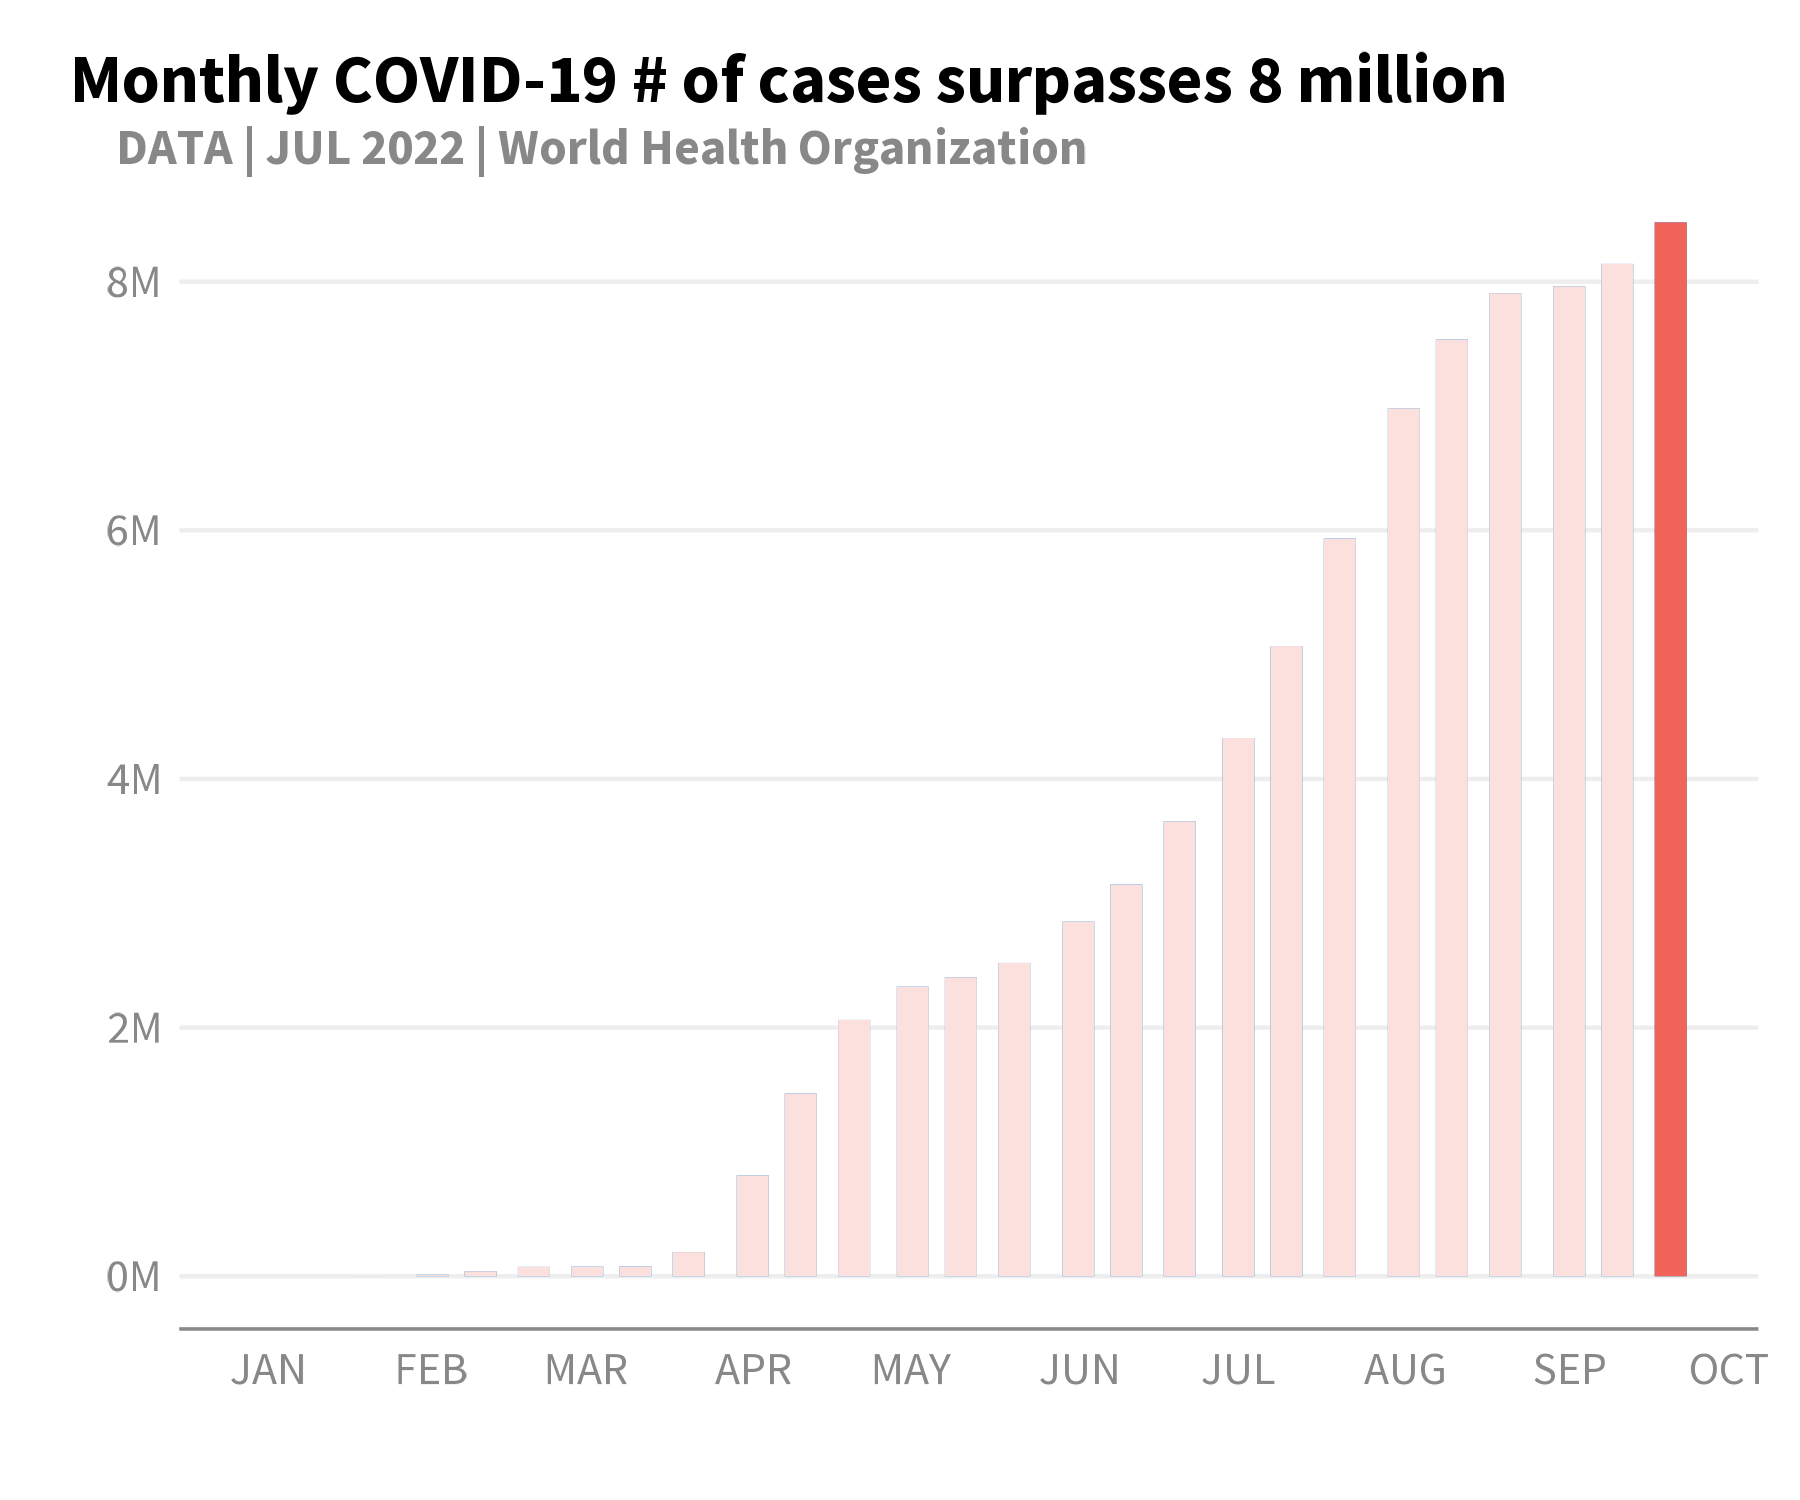 Monthly COVID-19 # of cases surpasses 8 million
DATA | JUL 2022 | World Health Organization
8M
6M
4M
2M
0M
JAN FEB MAR APR MAY JUN JUL AUG SEP OCT